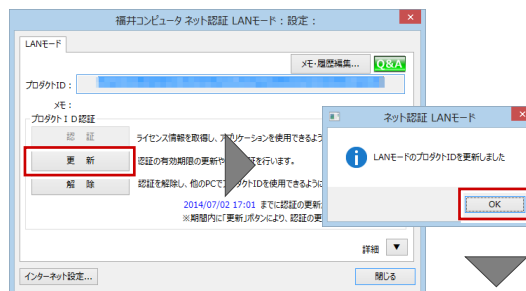 福井コンピュータ ネット認証 LANモード：設定：
LANモード
メモ・履歴編集...
Q&A
プロダクトID：
メモ：
プロダクトＩＤ認証
認 証
ライセンス情報を取得し、アプリケーションを使用できるよう
更 新
認証の有効期限の更新や
証を行います。
解 除
認証を解除し、他のPCで
ダクトIDを使用できるように
2014/07/02 17:01 までに認証の更新
※期間内に「更新」ボタンにより、認証の更
詳細
インターネット設定...
閉じる
ネット認証 LANモード
LANモードのプロダクトIDを更新しました
OK